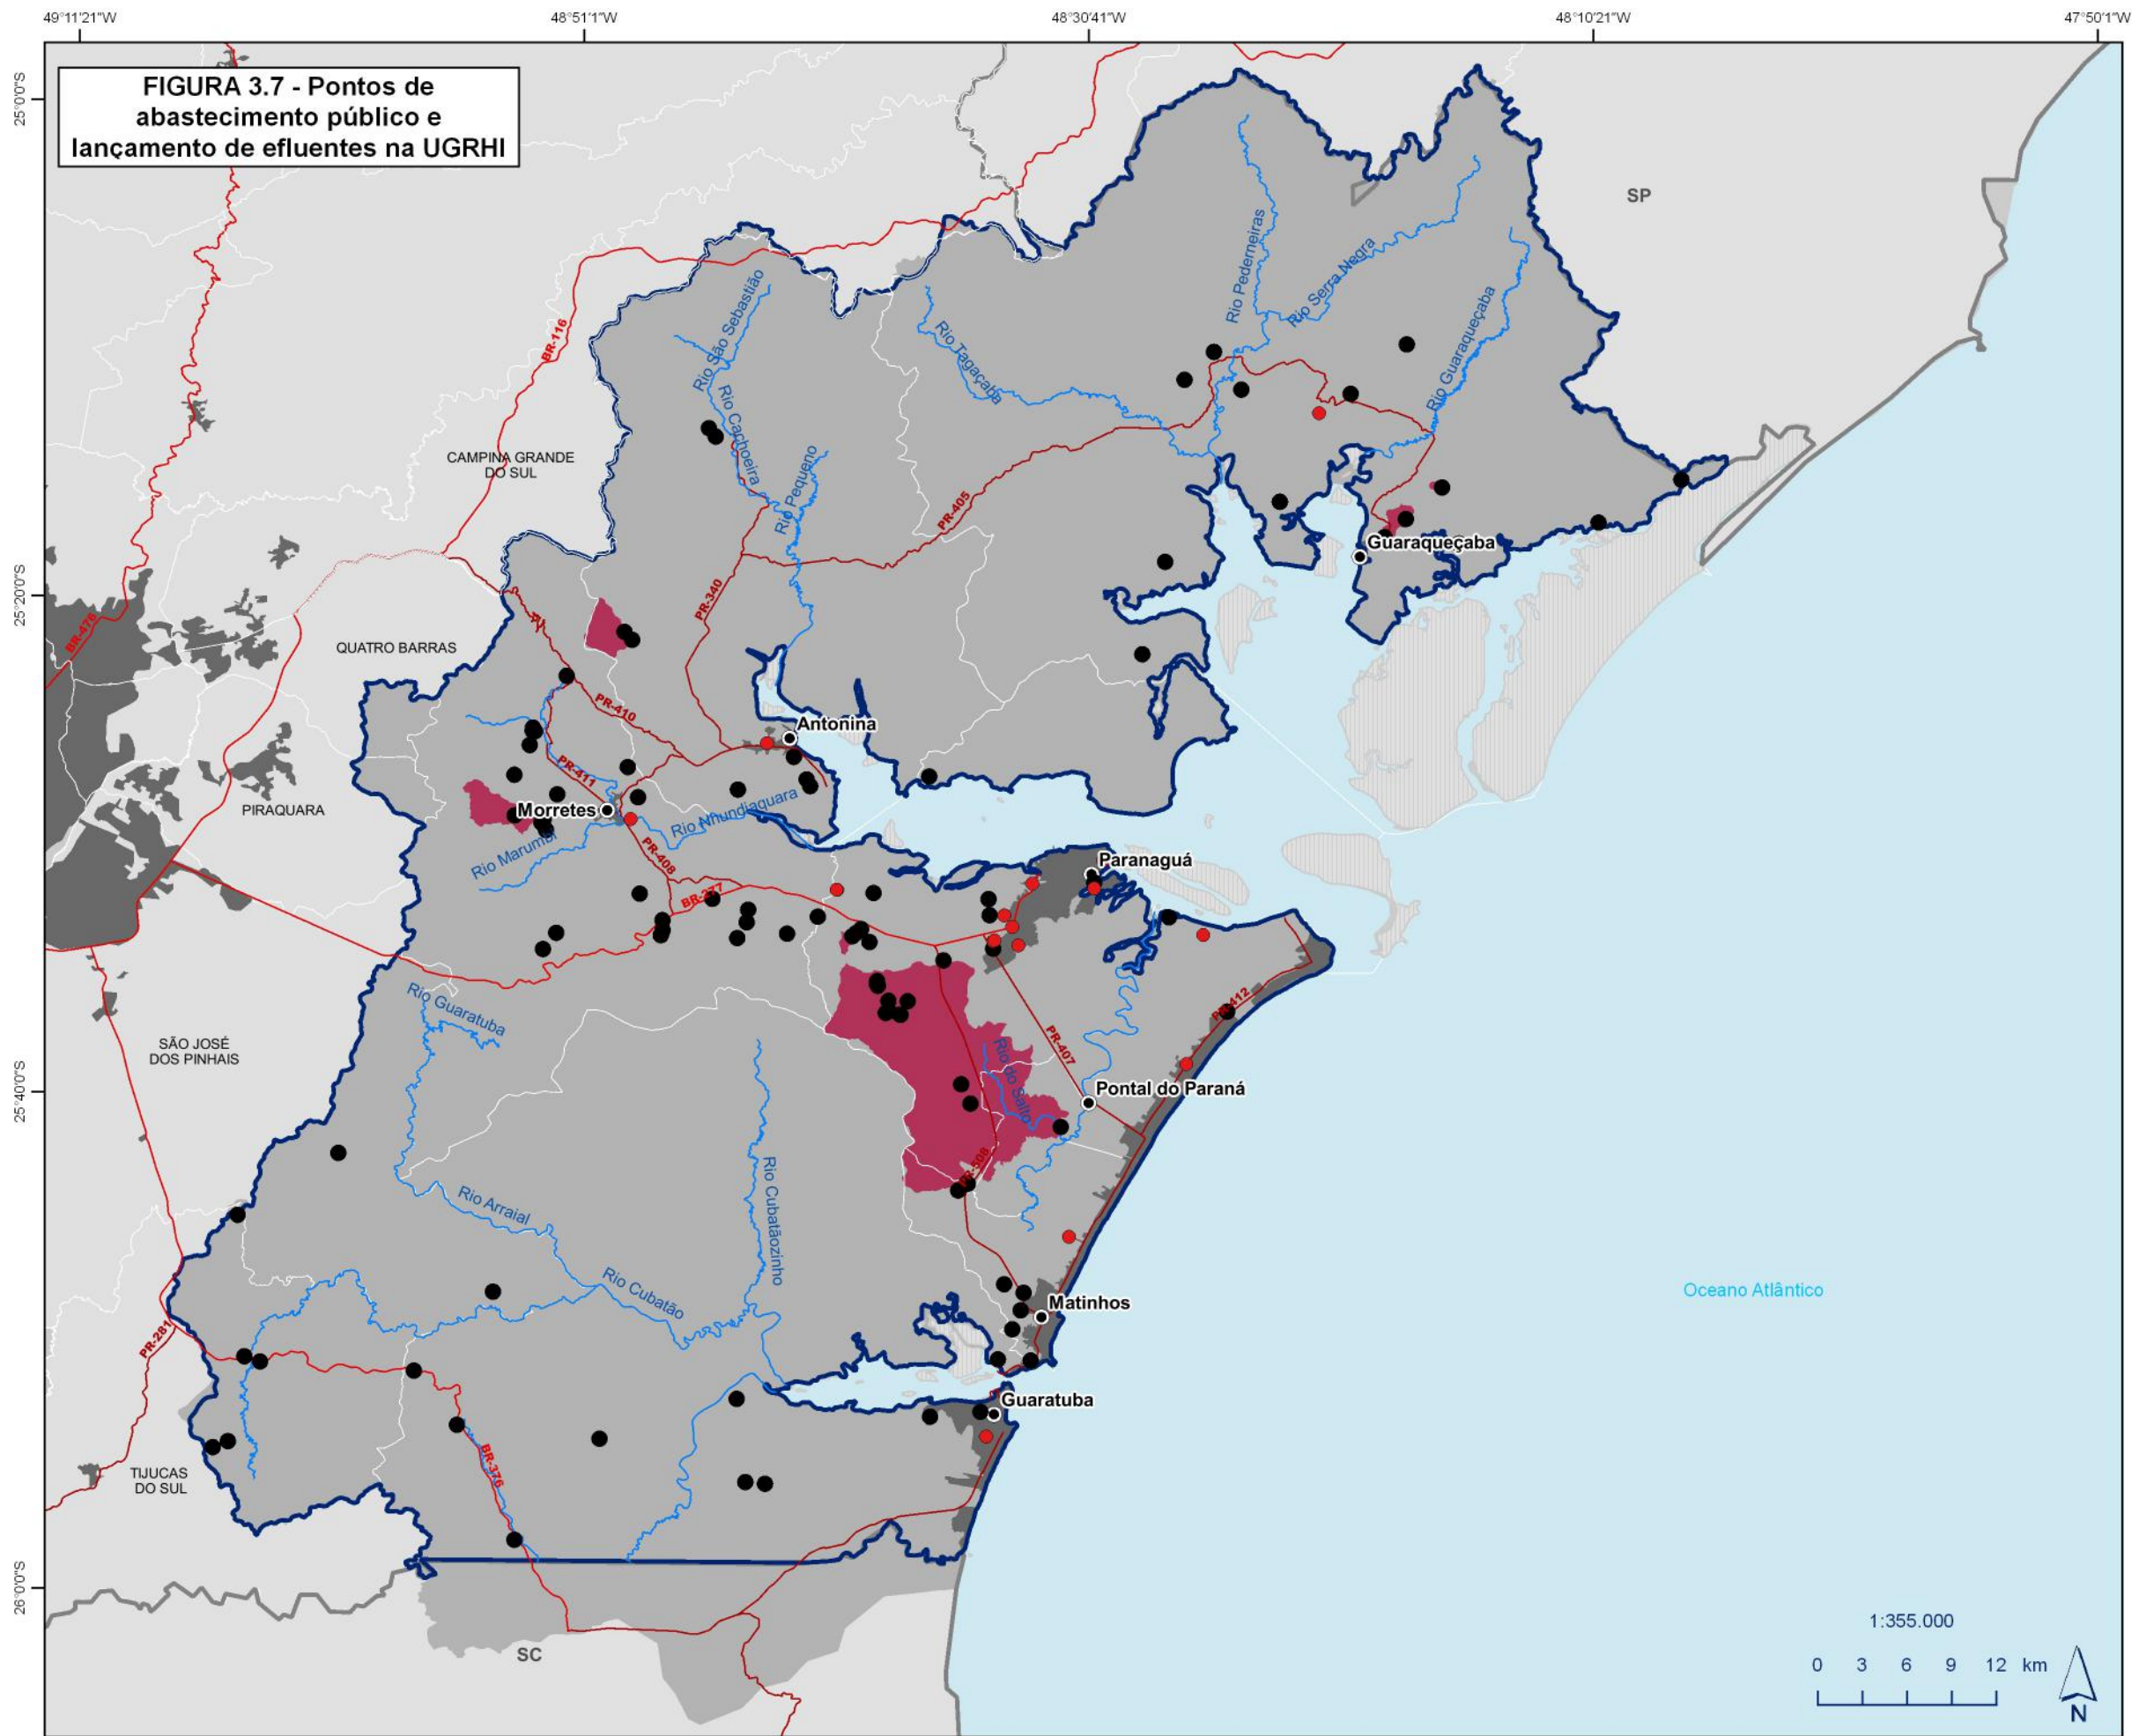 49°11'21"W
48°51'1"W
48°30'41"W
48°10'21"W
47°50'1"W
25°0'0"S
25°20'0"S
25°40'0"S
26°0'0"S
FIGURA 3.7 - Pontos de
abastecimento público e
lançamento de efluentes na UGRHI
SP
Rio Pederneiras
Rio Serra Negra
Rio Guaraqueçaba
Rio São Sebastião
BR-116
Rio Tagaçaba
Rio Cachoeira
CAMPINA GRANDE
DO SUL
Rio Pequeno
PR-405
Guaraqueçaba
PR-340
BR-476
QUATRO BARRAS
PR-410
Antonina
PR-411
PIRAQUARA
Morretes
Rio Nhundiaquara
Rio Marumbi
PR-408
Paranaguá
BR-277
Rio Guaratuba
PR-412
SÃO JOSÉ
DOS PINHAIS
PR-407
Rio do Salto
Pontal do Paraná
PR-508
Rio Cubatãozinho
Rio Arraial
Rio Cubatão
Oceano Atlântico
Matinhos
PR-281
Guaratuba
BR-376
TIJUCAS
DO SUL
SC
1:355.000
0 3 6 9 12 km
N